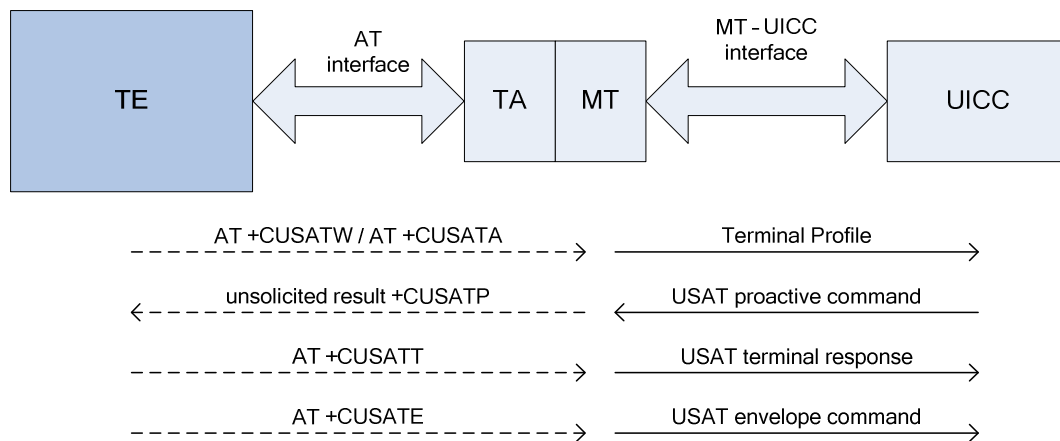 TE
AT
interface
TA
MT
MT - UICC
interface
UICC
AT +CUSATW / AT +CUSATA
Terminal Profile
unsolicited result +CUSATP
USAT proactive command
AT +CUSATT
USAT terminal response
AT +CUSATE
USAT envelope command